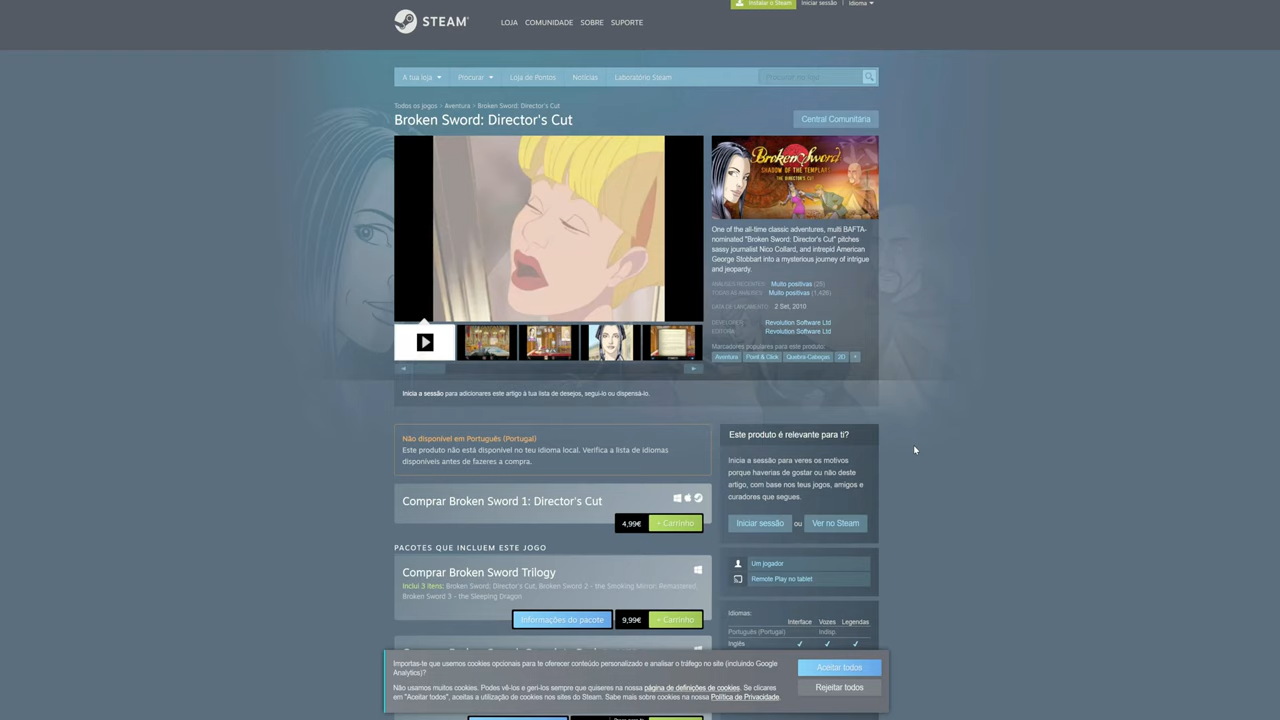 Instalar o Steam
Iniciar sessão | idioma
STEAM®
LOJA COMUNIDADE SOBRE SUPORTE
A tua loja Procurar Loja de Pontos Notícias Laboratório Steam Procurar na loja
Todos os jogos > Aventura > Broken Sword: Director's Cut
Broken Sword: Director's Cut
Central Comunitária
Broken Sword
SHADOW OF THE TEMPLARS
THE DIRECTOR'S CUT
One of the all-time classic adventures, multi BAFTA-
nominated "Broken Sword: Director's Cut" pitches
sassy journalist Nico Collard, and intrepid American
George Stobbart into a mysterious journey of intrigue
and jeopardy.
ANÁLISES RECENTES: Muito positivas (29)
TODAS AS ANÁLISES: Muito positivas (1,426)
DATA DE LANÇAMENTO: 2 Set, 2010
DEVELOPER: Revolution Software Ltd
EDITORA: Revolution Software Ltd
Marcadores populares para este produto:
Aventura Point & Click Quebra-Cabeças 2D +
Inicia a sessão para adicionares este artigo à tua lista de desejos, segui-lo ou dispensá-lo.
Não disponível em Português (Portugal)
Este produto não está disponível no teu idioma local. Verifica a lista de idiomas
disponíveis antes de fazeres a compra.
Comprar Broken Sword 1: Director's Cut
4,99€ + Carrinho
PACOTES QUE INCLUEM ESTE JOGO
Comprar Broken Sword Trilogy
Inclui 3 itens: Broken Sword: Director's Cut, Broken Sword 2 - the Smoking Mirror: Remastered,
Broken Sword 3 - the Sleeping Dragon
Informações do pacote 9,99€ + Carrinho
Este produto é relevante para ti?
Inicia a sessão para veres os motivos
porque haverias de gostar ou não deste
artigo, com base nos teus jogos, amigos e
curadores que segues.
Iniciar sessão ou Ver no Steam
Um jogador
Remote Play no tablet
Idiomas:
Interface Vozes Legendas
Português (Portugal) Indisp.
Inglês ✓ ✓ ✓
Importas-te que usemos cookies opcionais para te oferecer conteúdo personalizado e analisar o tráfego no site (incluindo Google
Analytics)?
Não usamos muitos cookies. Podes vê-los e geri-los sempre que quiseres na nossa página de definições de cookies. Se clicares
em "Aceitar todos", aceitas a utilização de cookies nos sites do Steam. Sabe mais sobre cookies na nossa Política de Privacidade.
Aceitar todos
Rejeitar todos